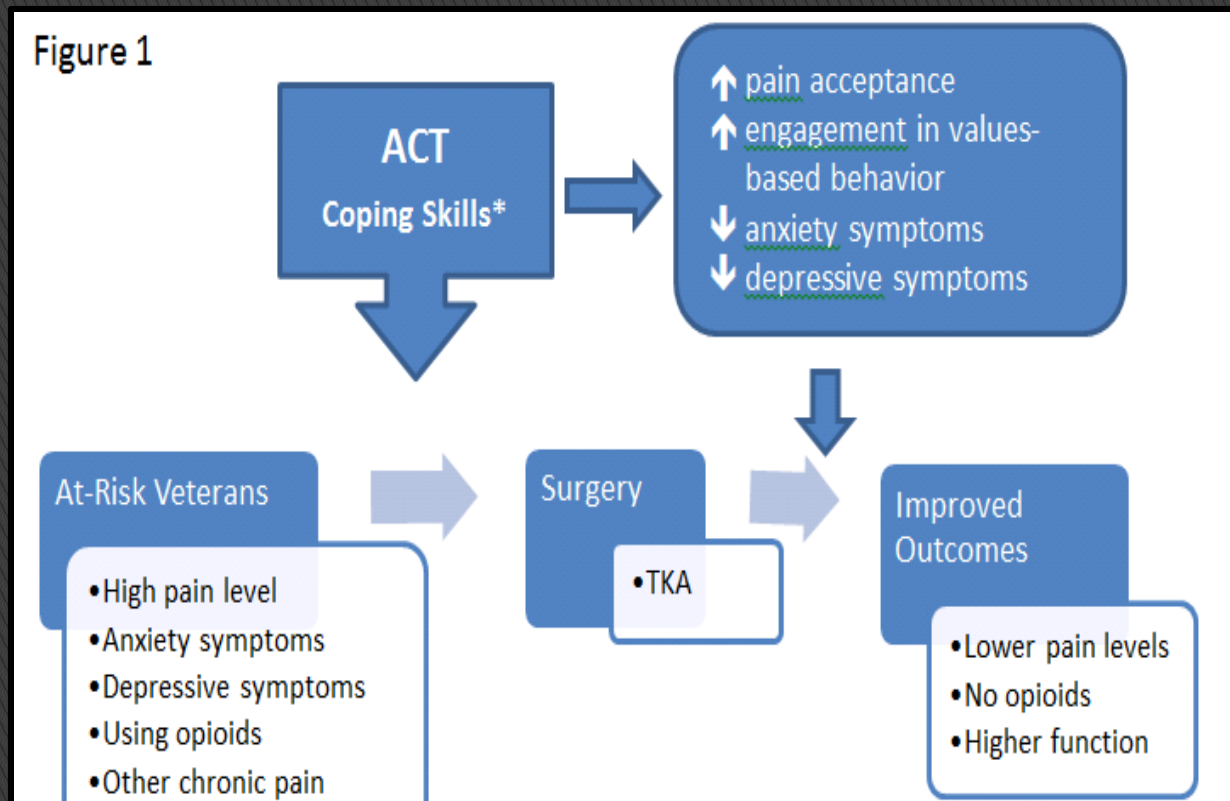 Figure 1
ACT
Coping Skills*
↑ pain acceptance
↑ engagement in values-
based behavior
↓ anxiety symptoms
↓ depressive symptoms
At-Risk Veterans
•High pain level
•Anxiety symptoms
•Depressive symptoms
•Using opioids
•Other chronic pain
Surgery
•TKA
Improved
Outcomes
•Lower pain levels
•No opioids
•Higher function